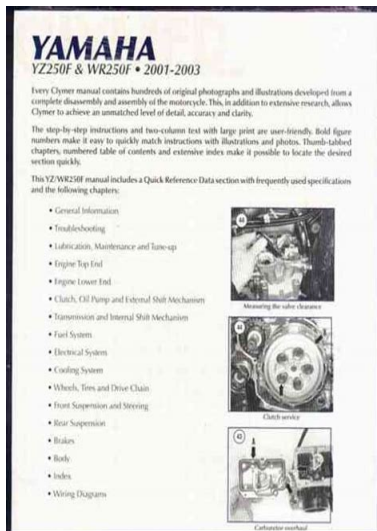 YAMAHA
YZ250F & WR250F • 2001-2003
Every Clymer manual contains hundreds of original photographs and illustrations developed from a
complete disassembly and assembly of the motorcycle. This, in addition to extensive research, allows
Clymer to achieve an unmatched level of detail, accuracy and clarity.
The step-by-step instructions and two-column text with large print are user-friendly. Bold figure
numbers make it easy to quickly match instructions with illustrations and photos. Thumb-tabbed
chapters, numbered table of contents and extensive index make it possible to locate the desired
section quickly.
This YZ/WR250F manual includes a Quick Reference Data section with frequently used specifications
and the following chapters:
• General Information
• Troubleshooting
• Lubrication, Maintenance and Tune-up
• Engine Top End
• Engine Lower End
• Clutch, Oil Pump and External Shift Mechanism
• Transmission and Internal Shift Mechanism
• Fuel System
• Electrical System
• Cooling System
• Wheels, Tires and Drive Chain
• Front Suspension and Steering
• Rear Suspension
• Brakes
• Body
• Index
• Wiring Diagrams
Measuring the valve clearance
Clutch service
Carburetor overhaul